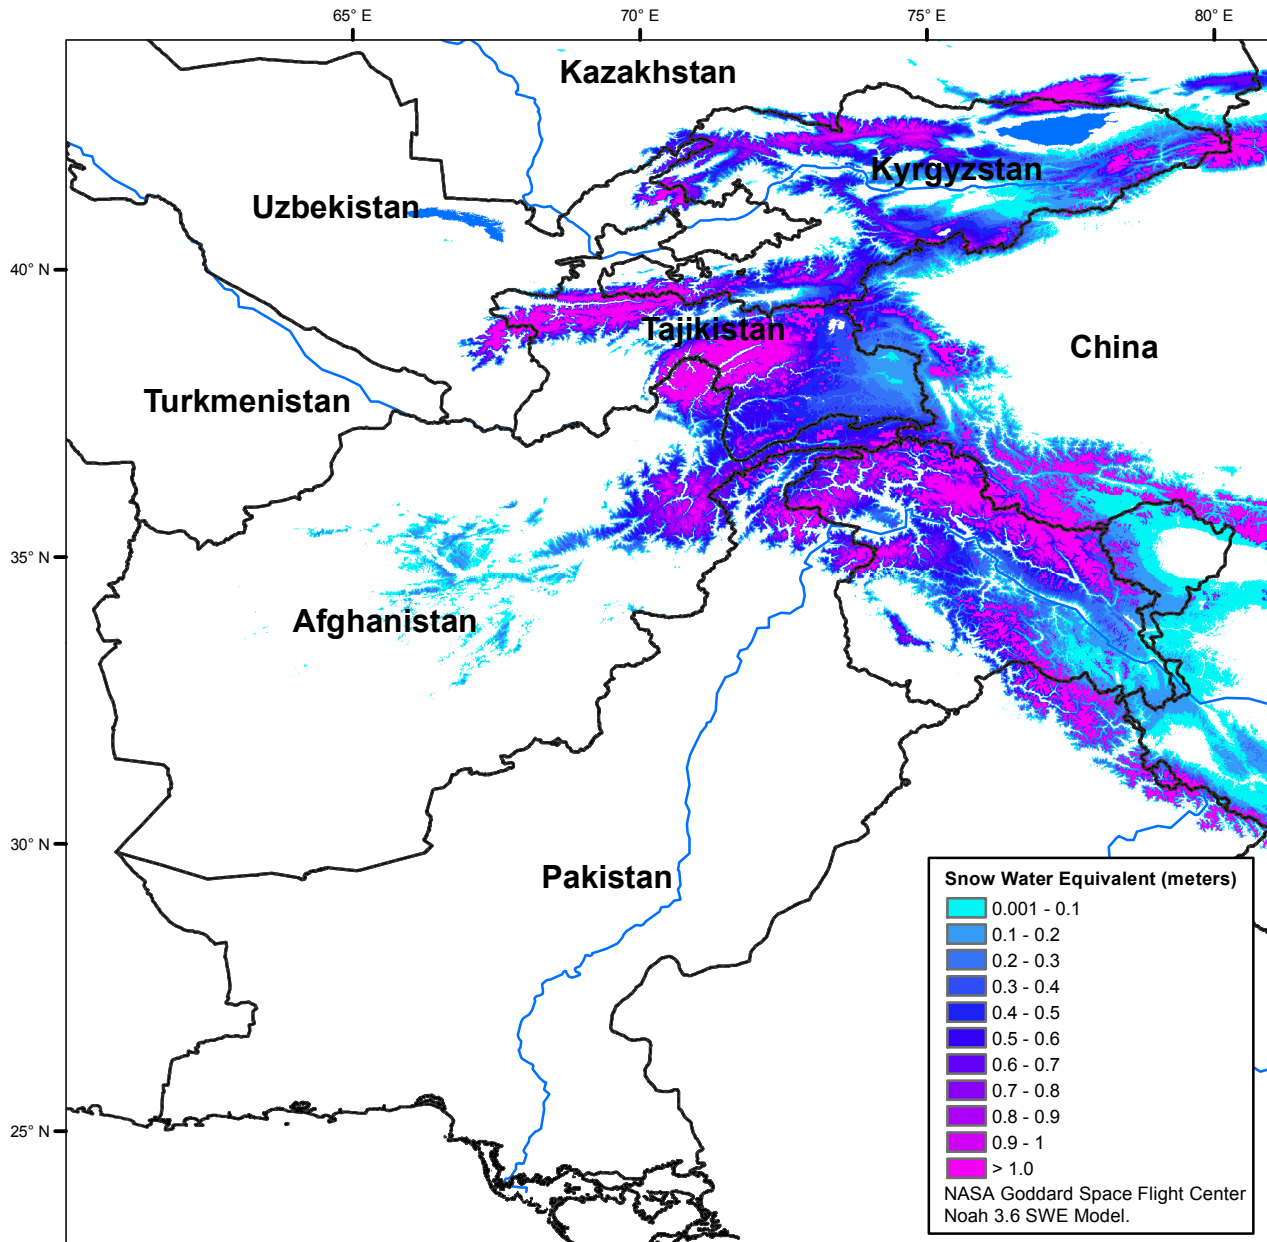 65° E
70° E
75° E
80° E
Kazakhstan
Kyrgyzstan
Uzbekistan
40° N
Tajikistan
China
Turkmenistan
35° N
Afghanistan
30° N
Pakistan
25° N
Snow Water Equivalent (meters)
0.001 - 0.1
0.1 - 0.2
0.2 - 0.3
0.3 - 0.4
0.4 - 0.5
0.5 - 0.6
0.6 - 0.7
0.7 - 0.8
0.8 - 0.9
0.9 - 1
> 1.0
NASA Goddard Space Flight Center
Noah 3.6 SWE Model.